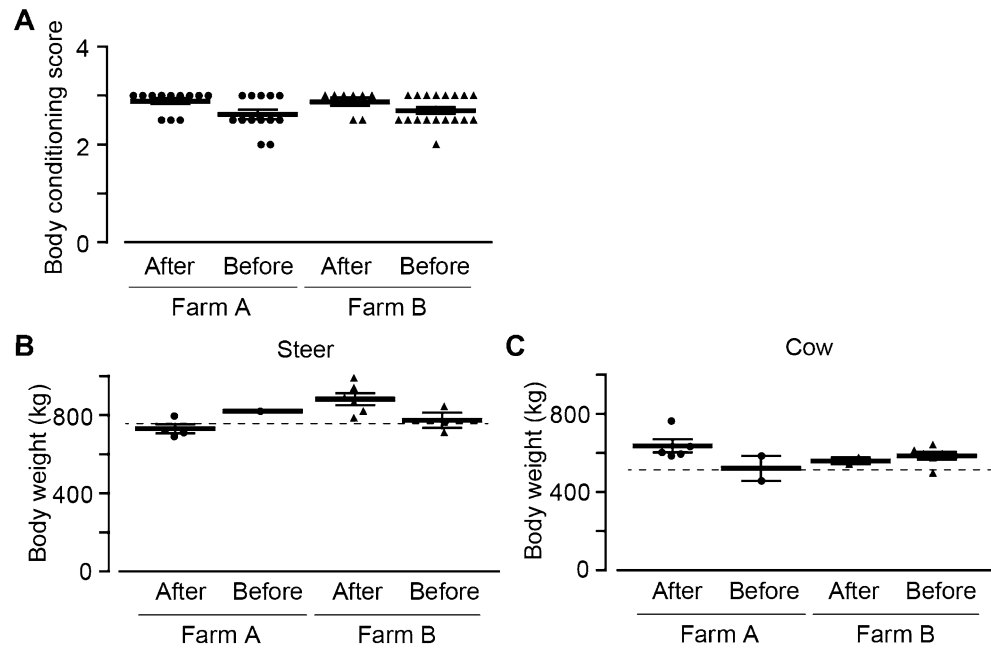 A
Body conditioning score
4
2
0
After Before After Before
Farm A Farm B
B
Steer
Body weight (kg)
800
400
0
After Before After Before
Farm A Farm B
C
Cow
Body weight (kg)
800
400
0
After Before After Before
Farm A Farm B